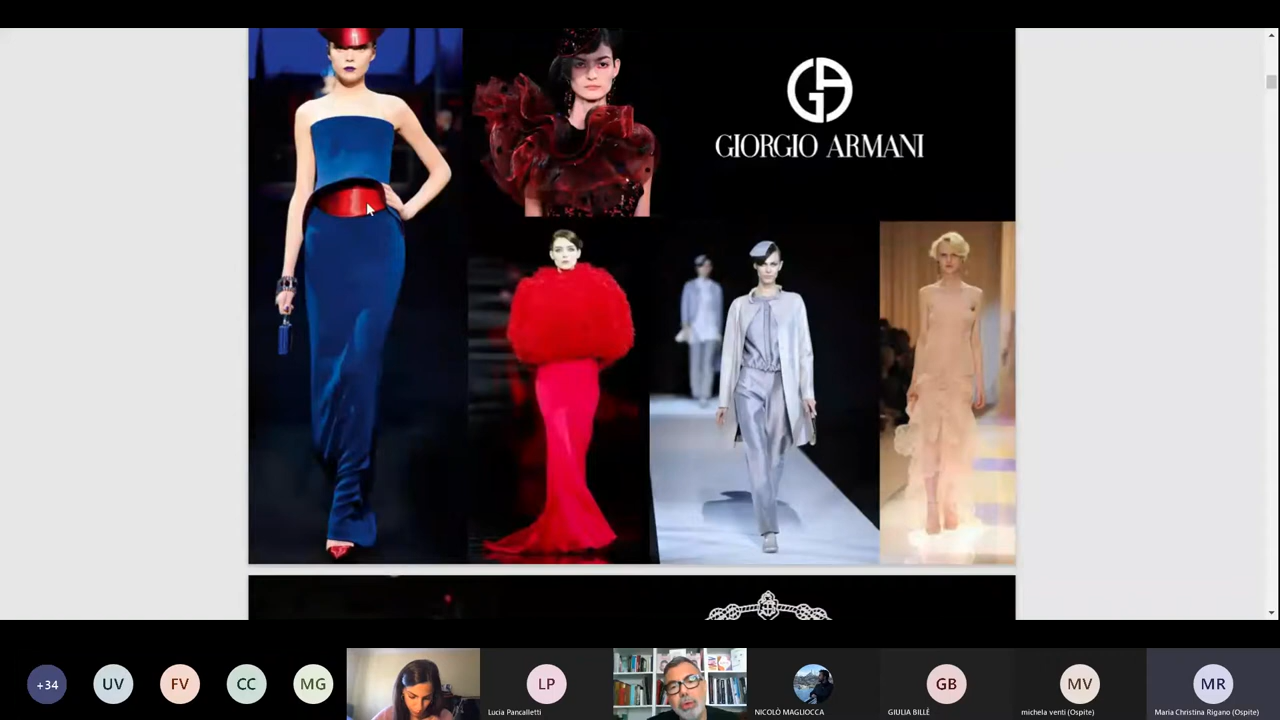 GA
GIORGIO ARMANI
+34
UV
FV
CC
MG
LP
Lucia Pancalletti
NICOLÒ MAGLIOCCA
GB
GIULIA BILLÈ
MV
michela venti (Ospite)
MR
Maria Christina Rigano (Ospite)